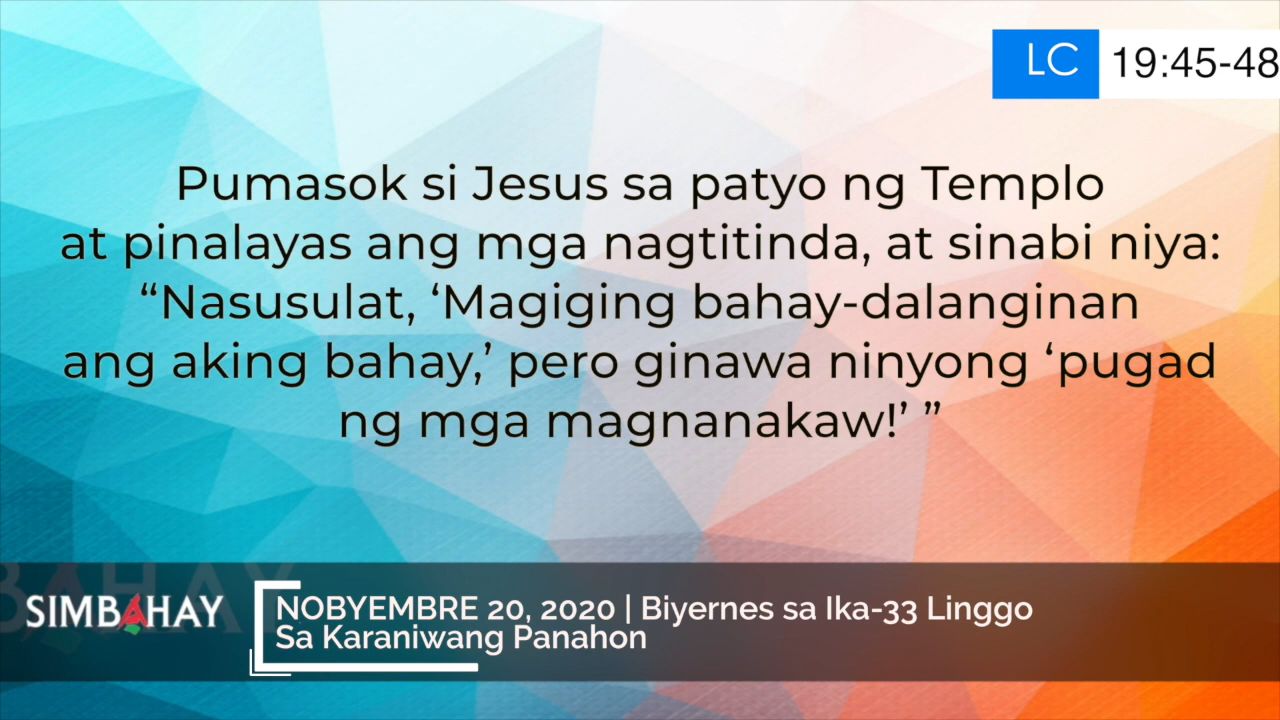 LC 19:45-48
Pumasok si Jesus sa patyo ng Templo
at pinalayas ang mga nagtitinda, at sinabi niya:
“Nasusulat, ‘Magiging bahay-dalanginan
ang aking bahay,’ pero ginawa ninyong ‘pugad
ng mga magnanakaw!’ ”
SIMBAHAY
NOBYEMBRE 20, 2020 | Biyernes sa Ika-33 Linggo
Sa Karaniwang Panahon